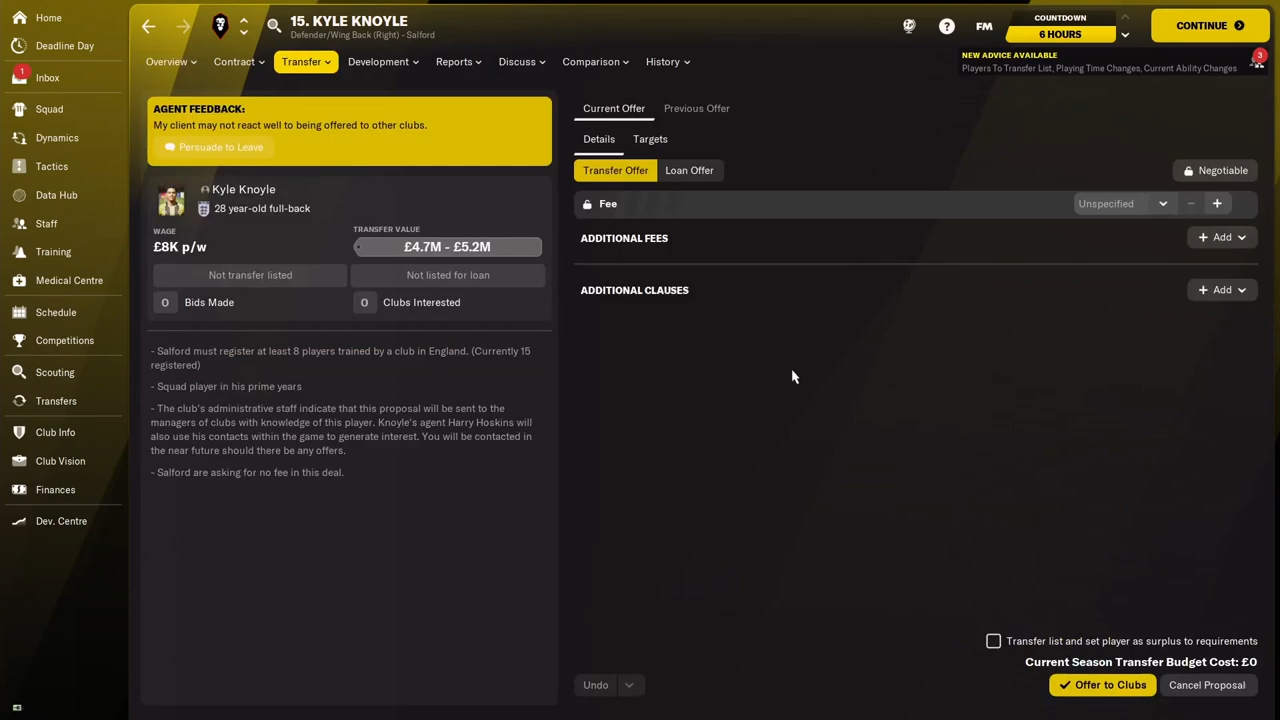 Home
Deadline Day
1
Inbox
Squad
Dynamics
Tactics
Data Hub
Staff
Training
Medical Centre
Schedule
Competitions
Scouting
Transfers
Club Info
Club Vision
Finances
Dev. Centre
15. KYLE KNOYLE
Defender/Wing Back (Right) - Salford
?
FM
COUNTDOWN
6 HOURS
CONTINUE
Overview
Contract
Transfer
Development
Reports
Discuss
Comparison
History
NEW ADVICE AVAILABLE
Players To Transfer List, Playing Time Changes, Current Ability Changes
3
AGENT FEEDBACK:
My client may not react well to being offered to other clubs.
Persuade to Leave
Kyle Knoyle
28 year-old full-back
WAGE
£8K p/w
TRANSFER VALUE
£4.7M - £5.2M
Not transfer listed
Not listed for loan
0 Bids Made
0 Clubs Interested
- Salford must register at least 8 players trained by a club in England. (Currently 15
registered)
- Squad player in his prime years
- The club's administrative staff indicate that this proposal will be sent to the
managers of clubs with knowledge of this player. Knoyle's agent Harry Hoskins will
also use his contacts within the game to generate interest. You will be contacted in
the near future should there be any offers.
- Salford are asking for no fee in this deal.
Current Offer
Previous Offer
Details
Targets
Transfer Offer
Loan Offer
Negotiable
Fee
Unspecified
ADDITIONAL FEES
+ Add
ADDITIONAL CLAUSES
+ Add
Transfer list and set player as surplus to requirements
Current Season Transfer Budget Cost: £0
Undo
Offer to Clubs
Cancel Proposal